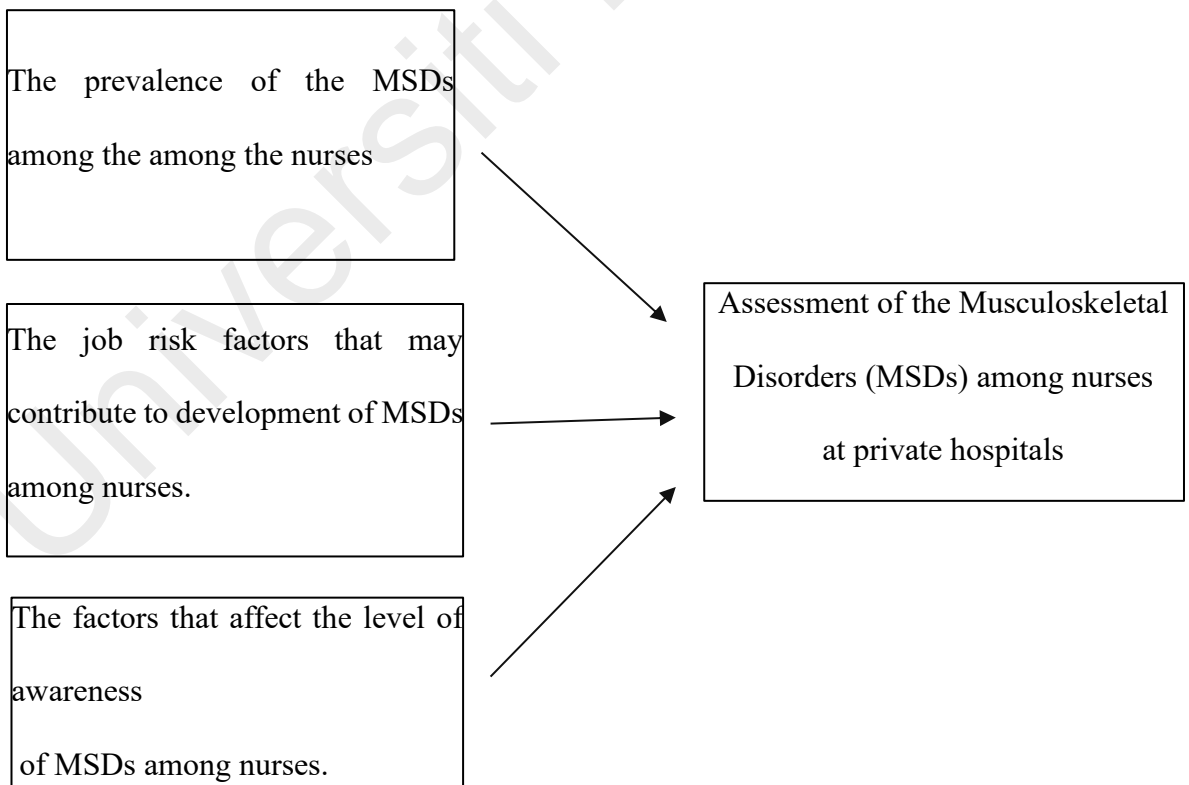 The prevalence of the MSDs
among the among the nurses
The job risk factors that may
contribute to development of MSDs
among nurses.
The factors that affect the level of
awareness
of MSDs among nurses.
Assessment of the Musculoskeletal
Disorders (MSDs) among nurses
at private hospitals
Universiti